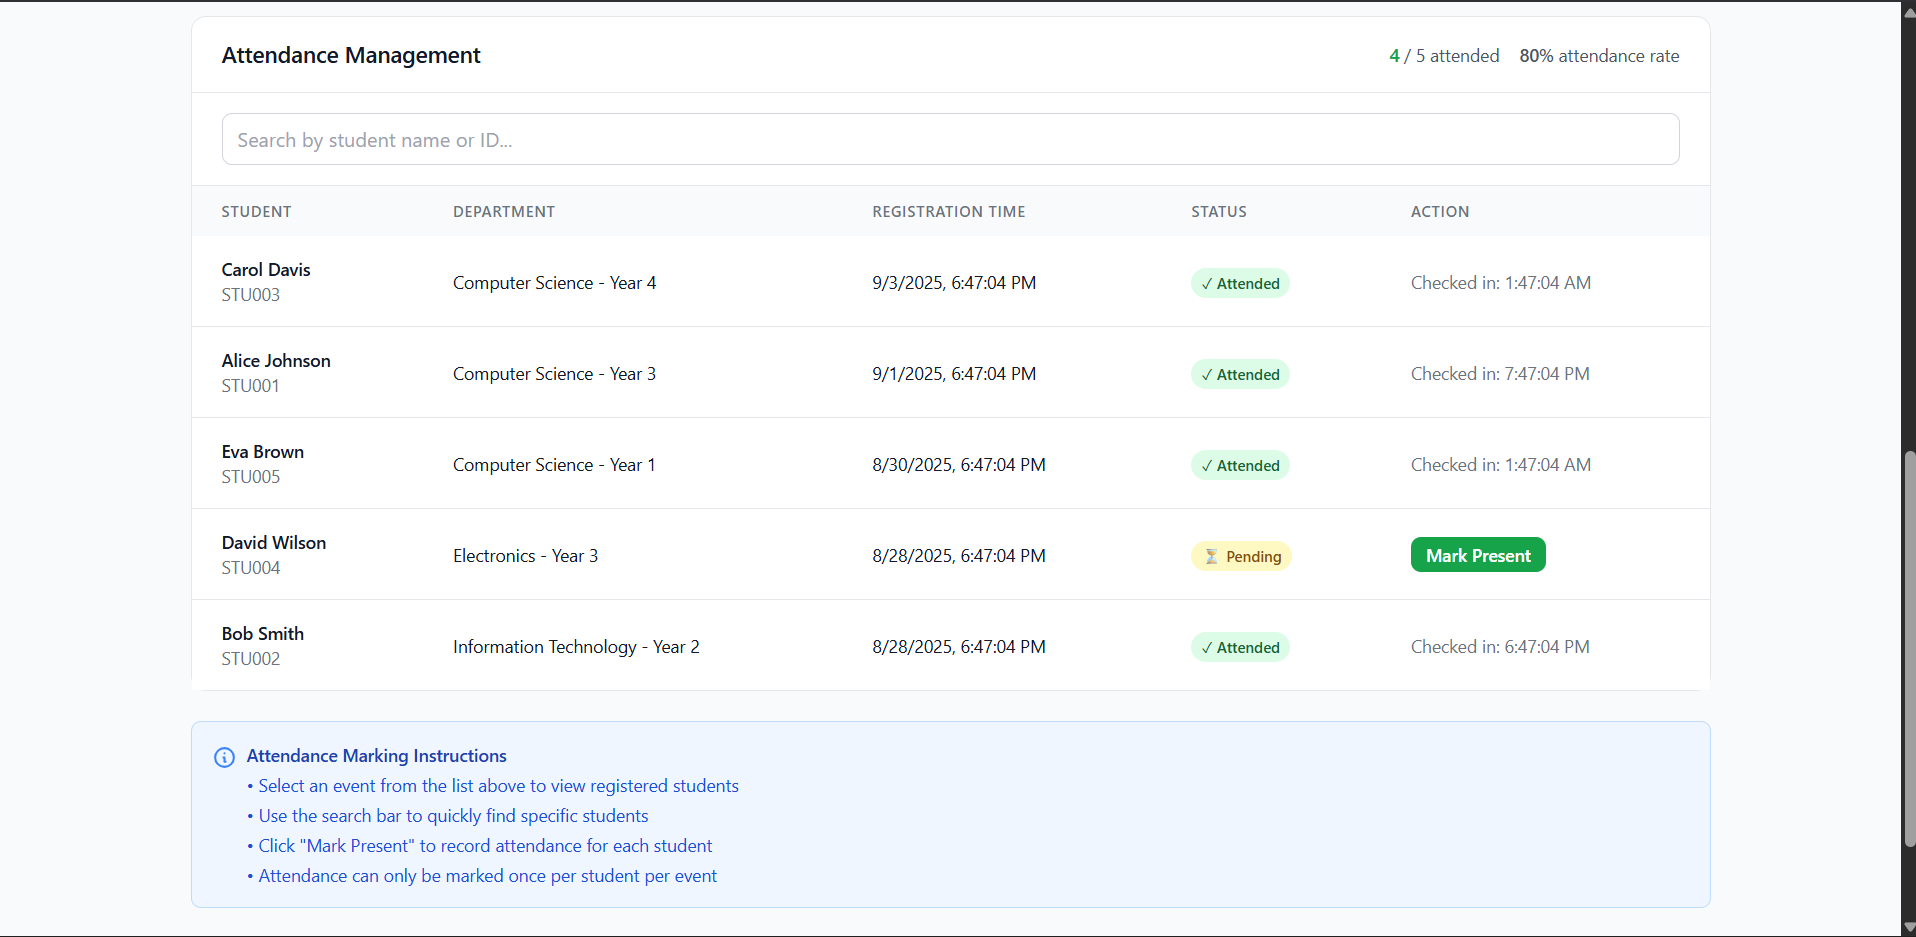 Attendance Management
4 / 5 attended 80% attendance rate
Search by student name or ID...
STUDENT DEPARTMENT REGISTRATION TIME STATUS ACTION
Carol Davis
STU003
Computer Science - Year 4
9/3/2025, 6:47:04 PM
✓ Attended
Checked in: 1:47:04 AM
Alice Johnson
STU001
Computer Science - Year 3
9/1/2025, 6:47:04 PM
✓ Attended
Checked in: 7:47:04 PM
Eva Brown
STU005
Computer Science - Year 1
8/30/2025, 6:47:04 PM
✓ Attended
Checked in: 1:47:04 AM
David Wilson
STU004
Electronics - Year 3
8/28/2025, 6:47:04 PM
⏳ Pending
Mark Present
Bob Smith
STU002
Information Technology - Year 2
8/28/2025, 6:47:04 PM
✓ Attended
Checked in: 6:47:04 PM
Attendance Marking Instructions
• Select an event from the list above to view registered students
• Use the search bar to quickly find specific students
• Click "Mark Present" to record attendance for each student
• Attendance can only be marked once per student per event